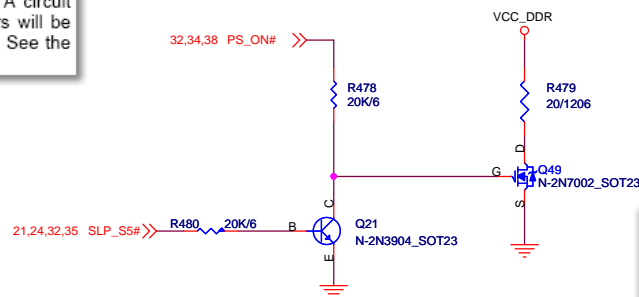 A circuit
rs will be
See the
VCC_DDR
32,34,38 PS_ON#
R478
20K/6
R479
20/1206
D
G
Q49
N-2N7002_SOT23
S
C
21,24,32,35 SLP_S5#
R480 20K/6
B
Q21
N-2N3904_SOT23
E